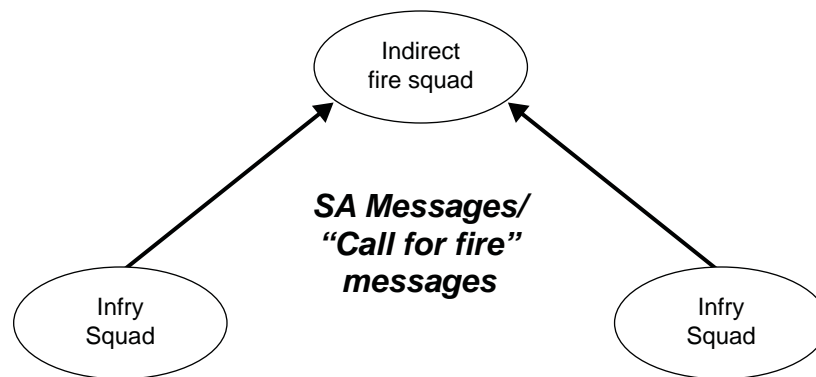 Indirect
fire squad
SA Messages/
“Call for fire”
messages
Infry
Squad
Infry
Squad